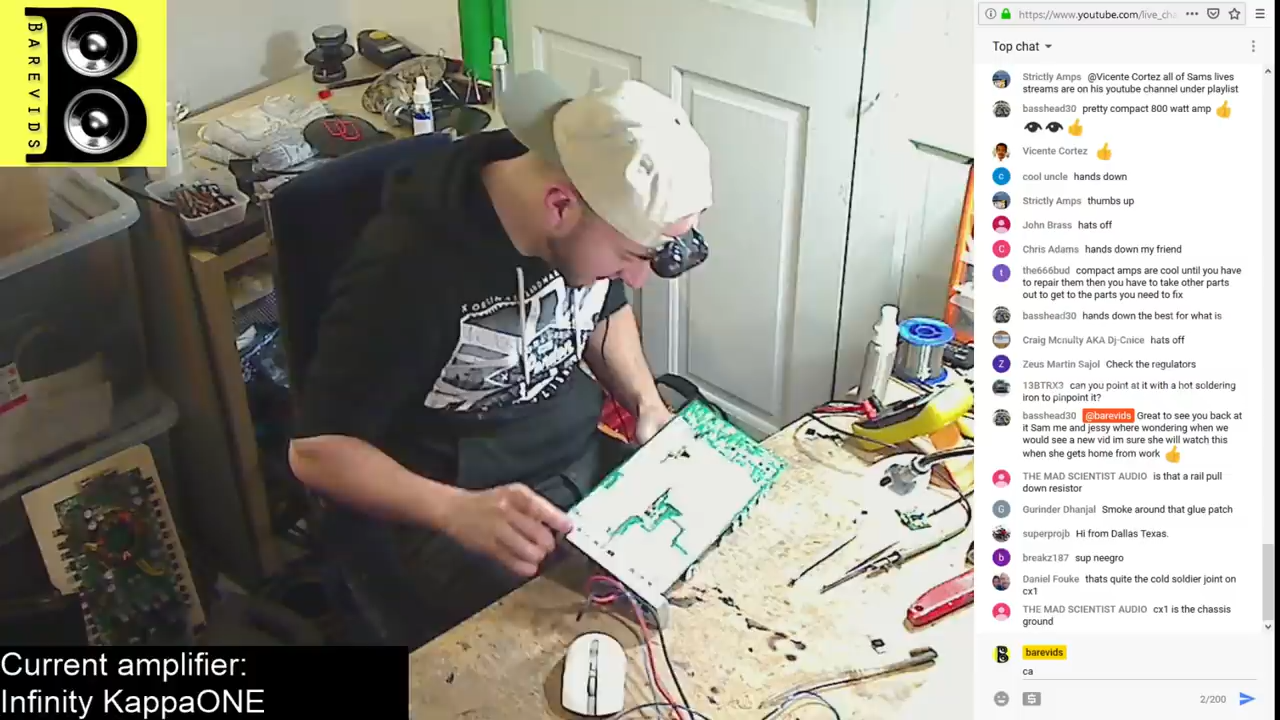 BAREVIDS
B
Current amplifier:
Infinity KappaONE
https://www.youtube.com/live_cha
Top chat
Strictly Amps @Vicente Cortez all of Sams lives
streams are on his youtube channel under playlist
basshead30 pretty compact 800 watt amp
Vicente Cortez
c cool uncle hands down
Strictly Amps thumbs up
John Brass hats off
C Chris Adams hands down my friend
t the666bud compact amps are cool until you have
to repair them then you have to take other parts
out to get to the parts you need to fix
basshead30 hands down the best for what is
Craig Mcnulty AKA Dj-Cnice hats off
Z Zeus Martin Sajol Check the regulators
13BTRX3 can you point at it with a hot soldering
iron to pinpoint it?
basshead30 @barevids Great to see you back at
it Sam me and jessy where wondering when we
would see a new vid im sure she will watch this
when she gets home from work
THE MAD SCIENTIST AUDIO is that a rail pull
down resistor
G Gurinder Dhanjal Smoke around that glue patch
superprojb Hi from Dallas Texas.
b breakz187 sup neegro
Daniel Fouke thats quite the cold soldier joint on
cx1
THE MAD SCIENTIST AUDIO cx1 is the chassis
ground
B barevids
ca
2/200